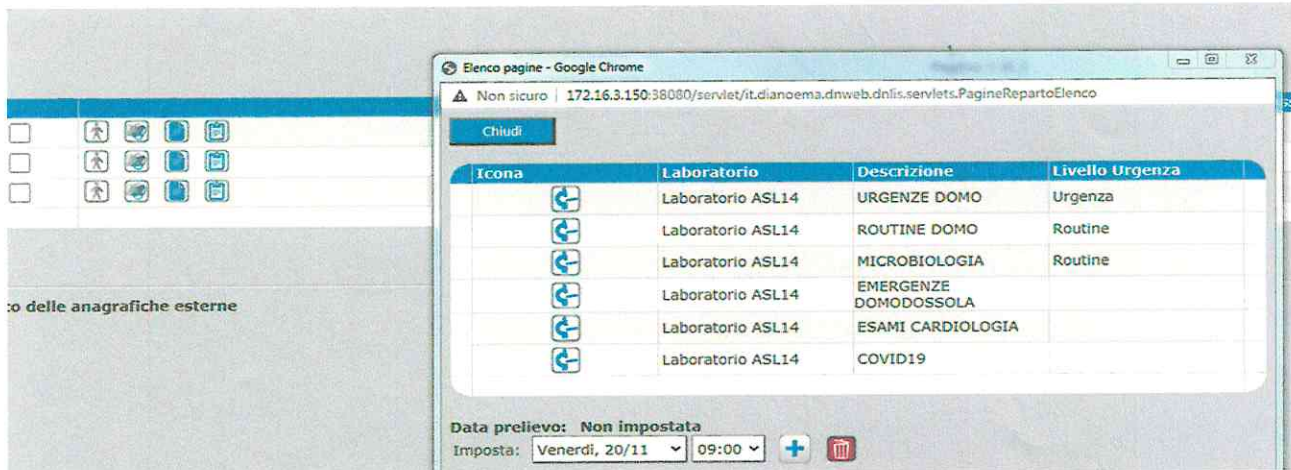 Elenco pagine - Google Chrome
Non sicuro | 172.16.3.150:38080/servlet/it.dianoema.dnweb.dnlis.servlets.PagineRepartoElenco
Chiudi
Icona Laboratorio Descrizione Livello Urgenza
Laboratorio ASL14 URGENZE DOMO Urgenza
Laboratorio ASL14 ROUTINE DOMO Routine
Laboratorio ASL14 MICROBIOLOGIA Routine
Laboratorio ASL14 EMERGENZE DOMODOSSOLA
Laboratorio ASL14 ESAMI CARDIOLOGIA
Laboratorio ASL14 COVID19
:o delle anagrafiche esterne
Data prelievo: Non impostata
Imposta: Venerdì, 20/11 09:00